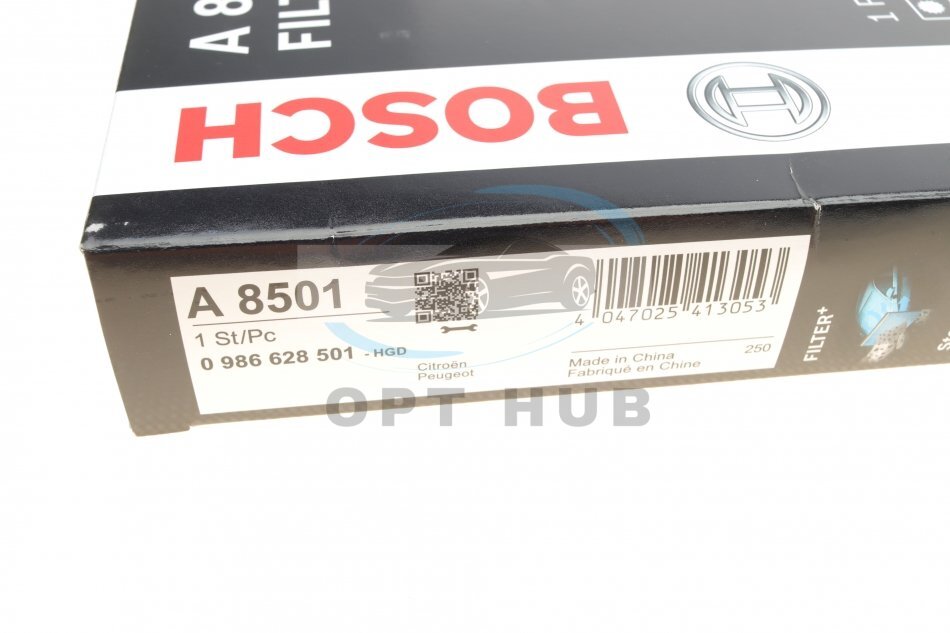 A 8
FILT
BOSCH
A 8501
1 St/Pc
0 986 628 501 - HGD
Citroën
Peugeot
4 047025 413053
Made in China
Fabriqué en Chine
250
FILTER+
OPT HUB